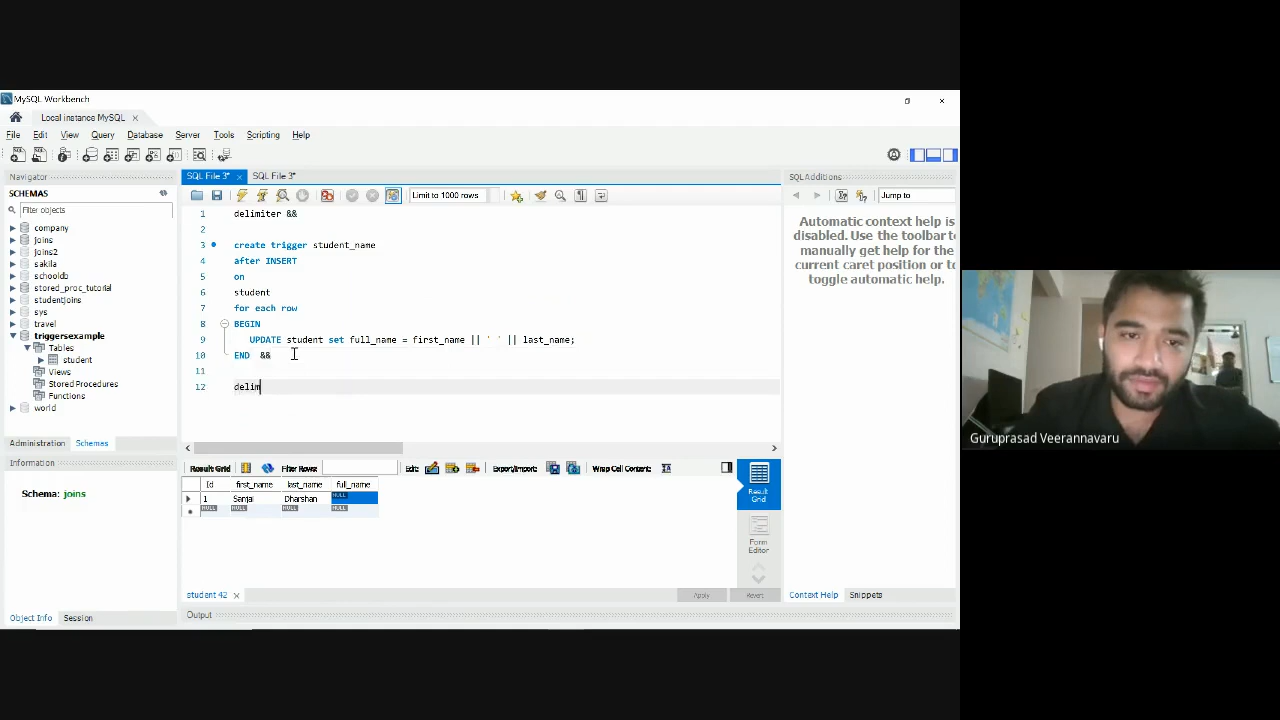 MySQL Workbench
Local instance MySQL
File Edit View Query Database Server Tools Scripting Help
Navigator
SCHEMAS
Filter objects
company
joins
joins2
sakila
schooldb
stored_proc_tutorial
studentjoins
sys
travel
triggersexample
Tables
student
Views
Stored Procedures
Functions
world
Administration Schemas
Information
Schema: joins
Object Info Session
SQL File 3* SQL File 3*
Limit to 1000 rows
1 delimiter &&
2
3 create trigger student_name
4 after INSERT
5 on
6 student
7 for each row
8 BEGIN
9 UPDATE student set full_name = first_name || ' ' || last_name;
10 END &&
11
12 delim
Result Grid Filter Rows: Edit: Export/Import: Wrap Cell Content:
Id first_name last_name full_name
1 Sanjai Dharshan NULL
NULL NULL NULL NULL
Result Grid
Form Editor
student 42
Apply Revert
Output
SQL Additions
Jump to
Automatic context help is
disabled. Use the toolbar to
manually get help for the
current caret position or to
toggle automatic help.
Context Help Snippets
Guruprasad Veerannavaru